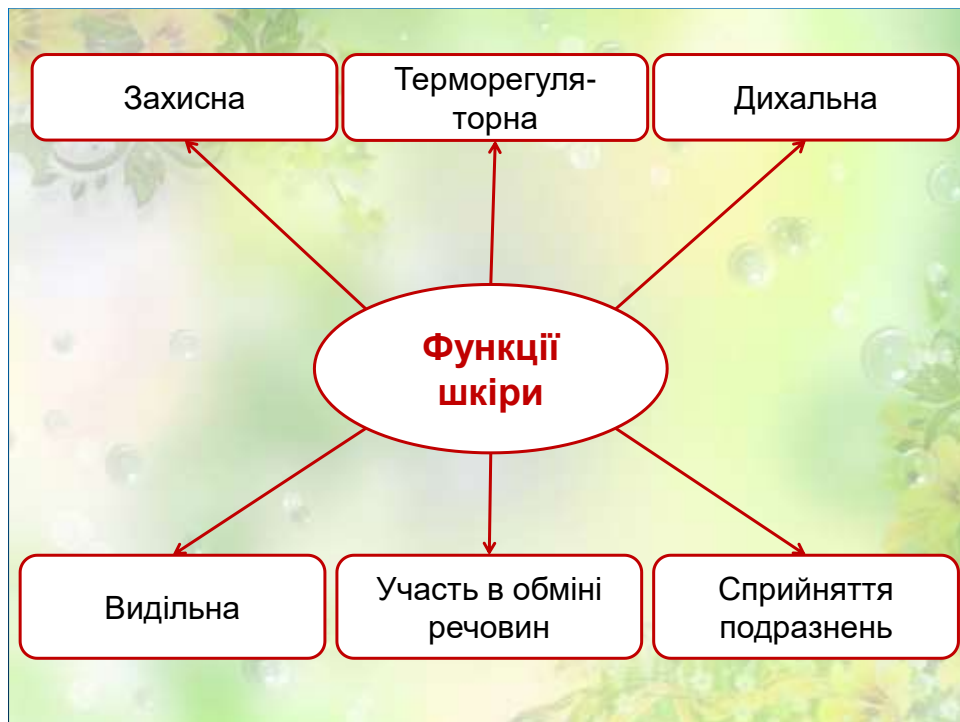 Захисна
Терморегуля-
торна
Дихальна
Функції
шкіри
Видільна
Участь в обміні
речовин
Сприйняття
подразнень